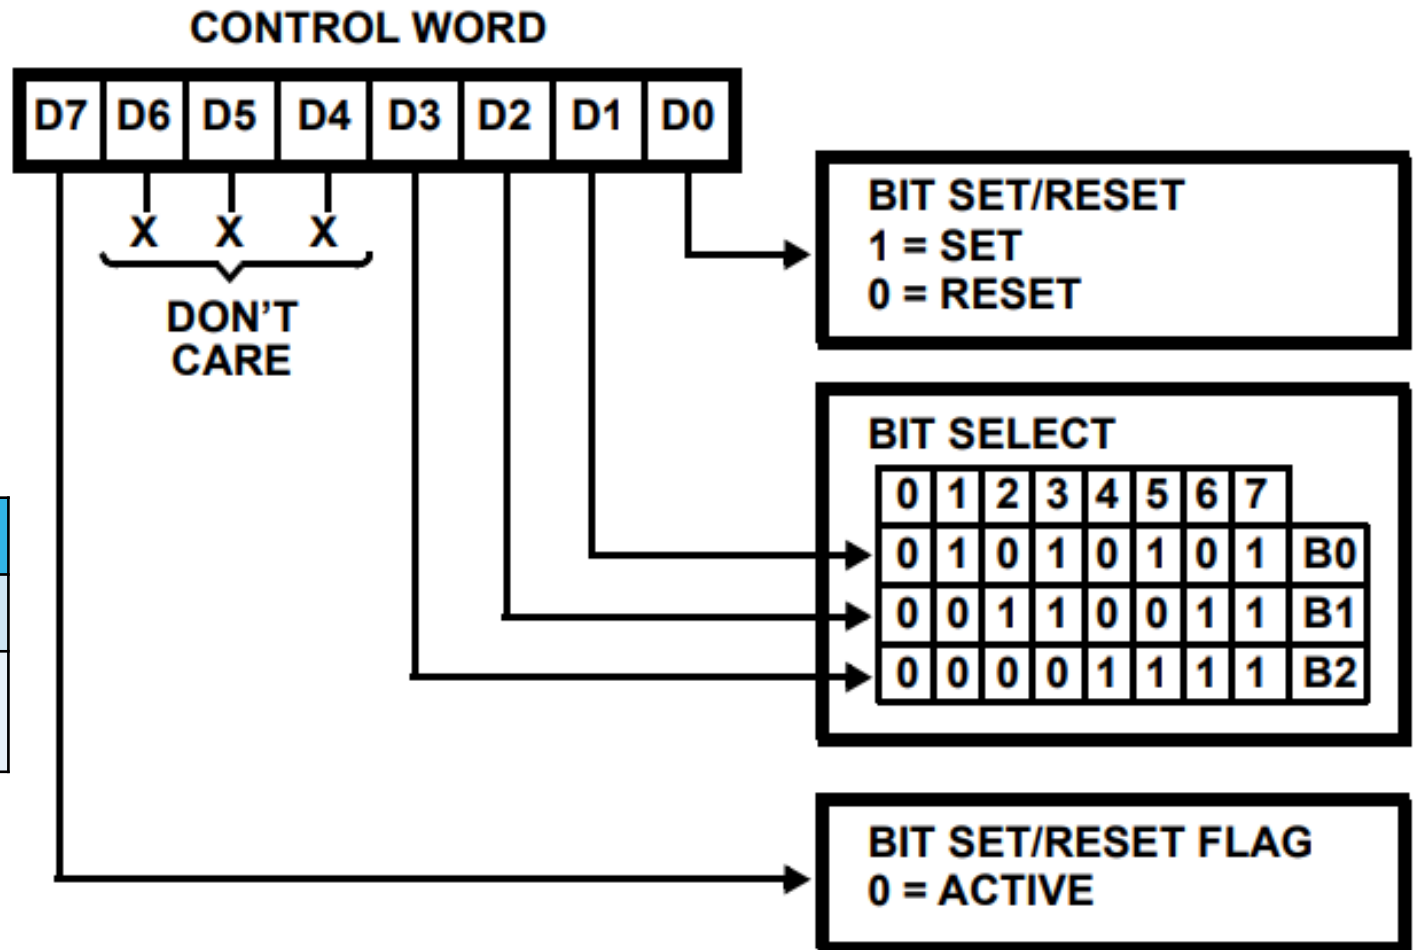 CONTROL WORD
D7 D6 D5 D4 D3 D2 D1 D0
X X X
DON'T
CARE
BIT SET/RESET
1 = SET
0 = RESET
BIT SELECT
0 1 2 3 4 5 6 7
0 1 0 1 0 1 0 1 B0
0 0 1 1 0 0 1 1 B1
0 0 0 0 1 1 1 1 B2
BIT SET/RESET FLAG
0 = ACTIVE